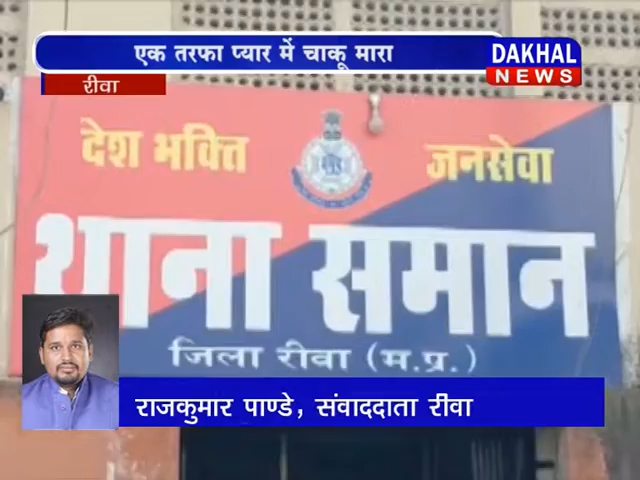 एक तरफा प्यार में चाकू मारा
DAKHAL
NEWS
रीवा
देश भक्ति जनसेवा
थाना समान
जिला रीवा (म.प्र.)
राजकुमार पाण्डे, संवाददाता रीवा